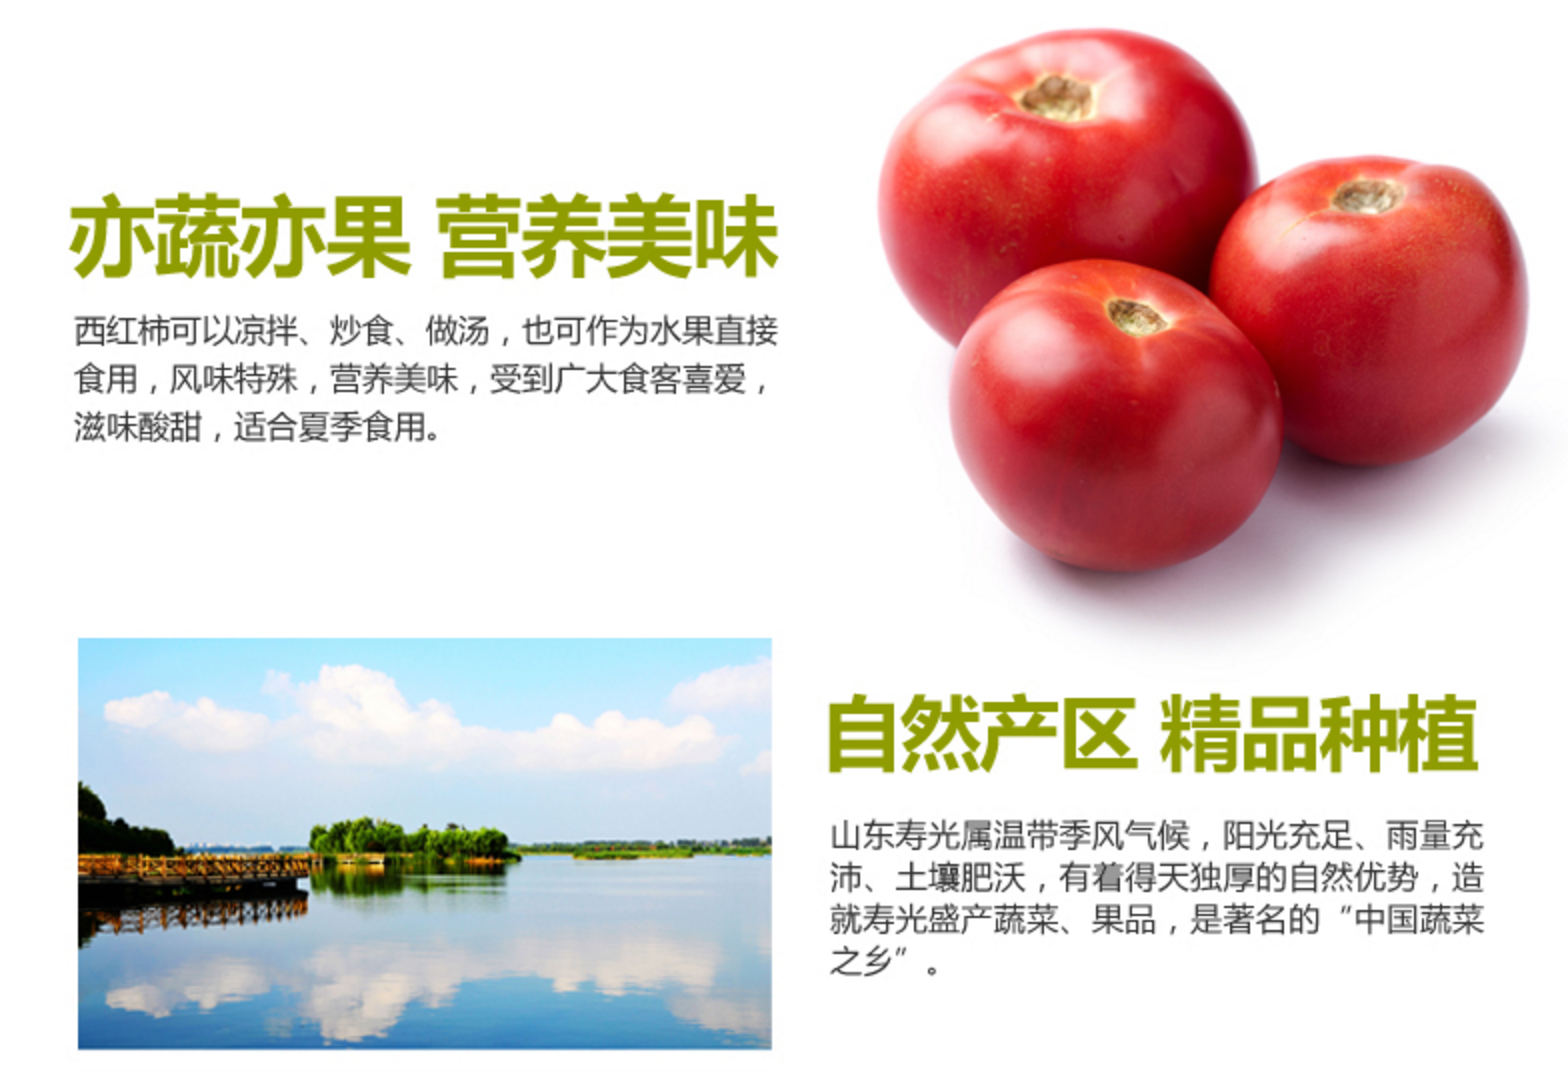 亦蔬亦果 营养美味
西红柿可以凉拌、炒食、做汤，也可作为水果直接
食用，风味特殊，营养美味，受到广大食客喜爱，
滋味酸甜，适合夏季食用。
自然产区 精品种植
山东寿光属温带季风气候，阳光充足、雨量充
沛、土壤肥沃，有着得天独厚的自然优势，造
就寿光盛产蔬菜、果品，是著名的“中国蔬菜
之乡”。